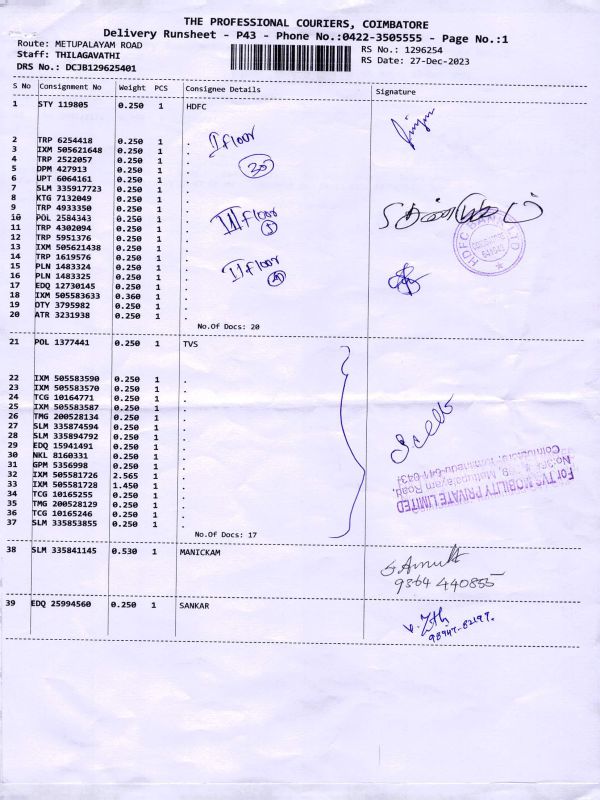 THE PROFESSIONAL COURIERS, COIMBATORE
Delivery Runsheet - P43 - Phone No.:0422-3505555 - Page No.:1
Route: METUPALAYAM ROAD
RS No.: 1296254
Staff: THILAGAVATHI
RS Date: 27-Dec-2023
DRS No.: DCJB129625401
S No Consignment No Weight PCS Consignee Details Signature
1 STY 119805 0.250 1 HDFC
2 TRP 6254418 0.250 1 .
II floor
3 IXM 505621648 0.250 1 .
4 TRP 2522057 0.250 1 .
5 DPM 427913 0.250 1 .
6 UPT 6064161 0.250 1 .
7 SLM 335917723 0.250 1 .
8 KTG 7132049 0.250 1 .
9 TRP 4933350 0.250 1 .
10 POL 2584343 0.250 1 .
III floor
11 TRP 4302094 0.250 1 .
12 TRP 5951376 0.250 1 .
HDFC BANK LTD
13 IXM 505621438 0.250 1 .
14 TRP 1619576 0.250 1 .
15 PLN 1483324 0.250 1 .
II floor
16 PLN 1483325 0.250 1 .
17 EDQ 12730145 0.250 1 .
18 IXM 505583633 0.360 1 .
19 DTY 3795982 0.250 1 .
20 ATR 3231938 0.250 1 .
No.Of Docs: 20
21 POL 1377441 0.250 1 TVS
22 IXM 505583590 0.250 1 .
23 IXM 505583570 0.250 1 .
24 TCG 10164771 0.250 1 .
25 IXM 505583587 0.250 1 .
26 TMG 200528134 0.250 1 .
27 SLM 335874594 0.250 1 .
28 SLM 335894792 0.250 1 .
29 EDQ 15941491 0.250 1 .
30 NKL 8160331 0.250 1 .
31 GPM 5356998 0.250 1 .
32 IXM 505581726 2.565 1 .
33 IXM 505581728 1.450 1 .
34 TCG 10165255 0.250 1 .
35 TMG 200528129 0.250 1 .
36 TCG 10165246 0.250 1 .
37 SLM 335853855 0.250 1 .
For TVS MOBILITY PRIVATE LIMITED
Mettupalayam Road,
No.Of Docs: 17
38 SLM 335841145 0.530 1 MANICKAM
9364 440855
39 EDQ 25994560 0.250 1 SANKAR
98947-82197.